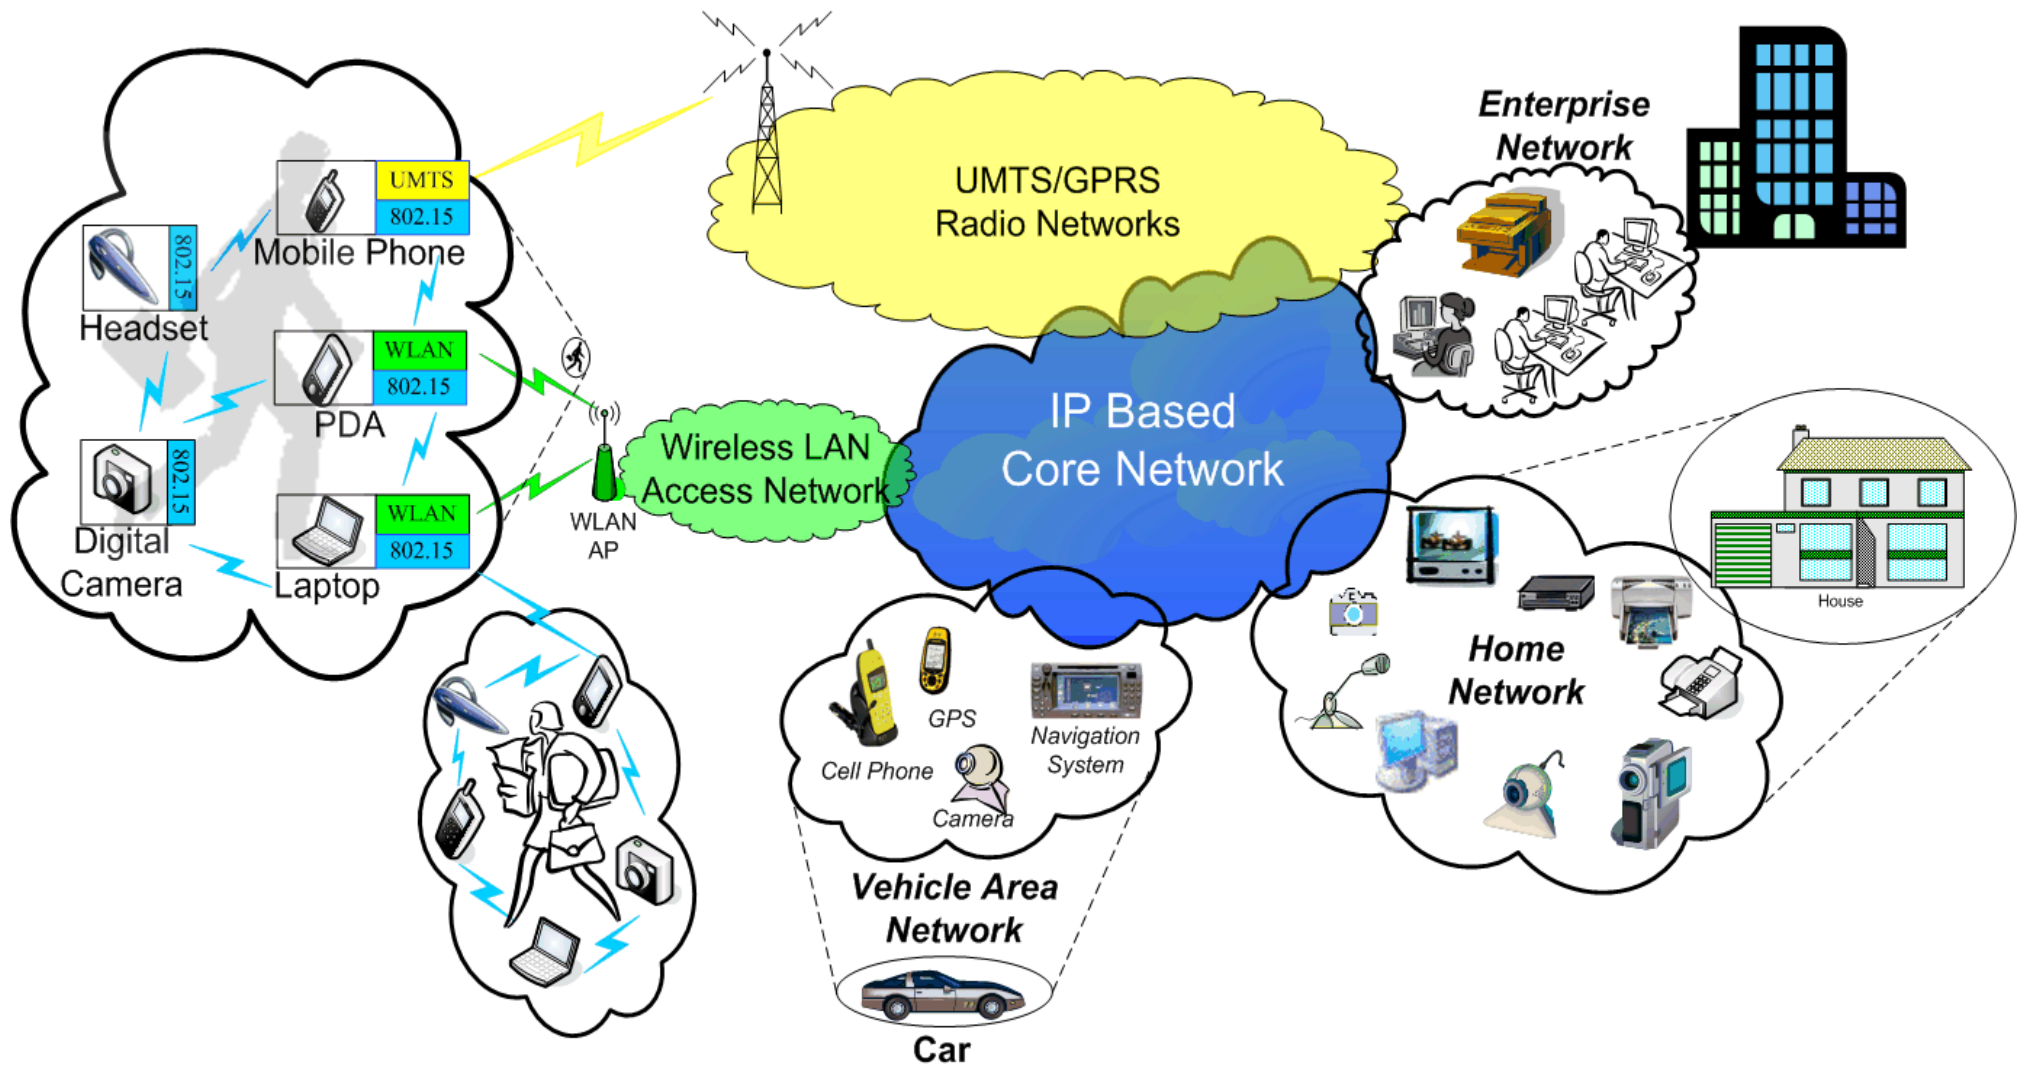 UMTS
802.15
Mobile Phone
802.15
Headset
WLAN
802.15
PDA
802.15
Digital
Camera
WLAN
802.15
Laptop
WLAN
AP
UMTS/GPRS
Radio Networks
Wireless LAN
Access Network
IP Based
Core Network
Enterprise
Network
House
Home
Network
GPS
Cell Phone
Navigation
System
Camera
Vehicle Area
Network
Car